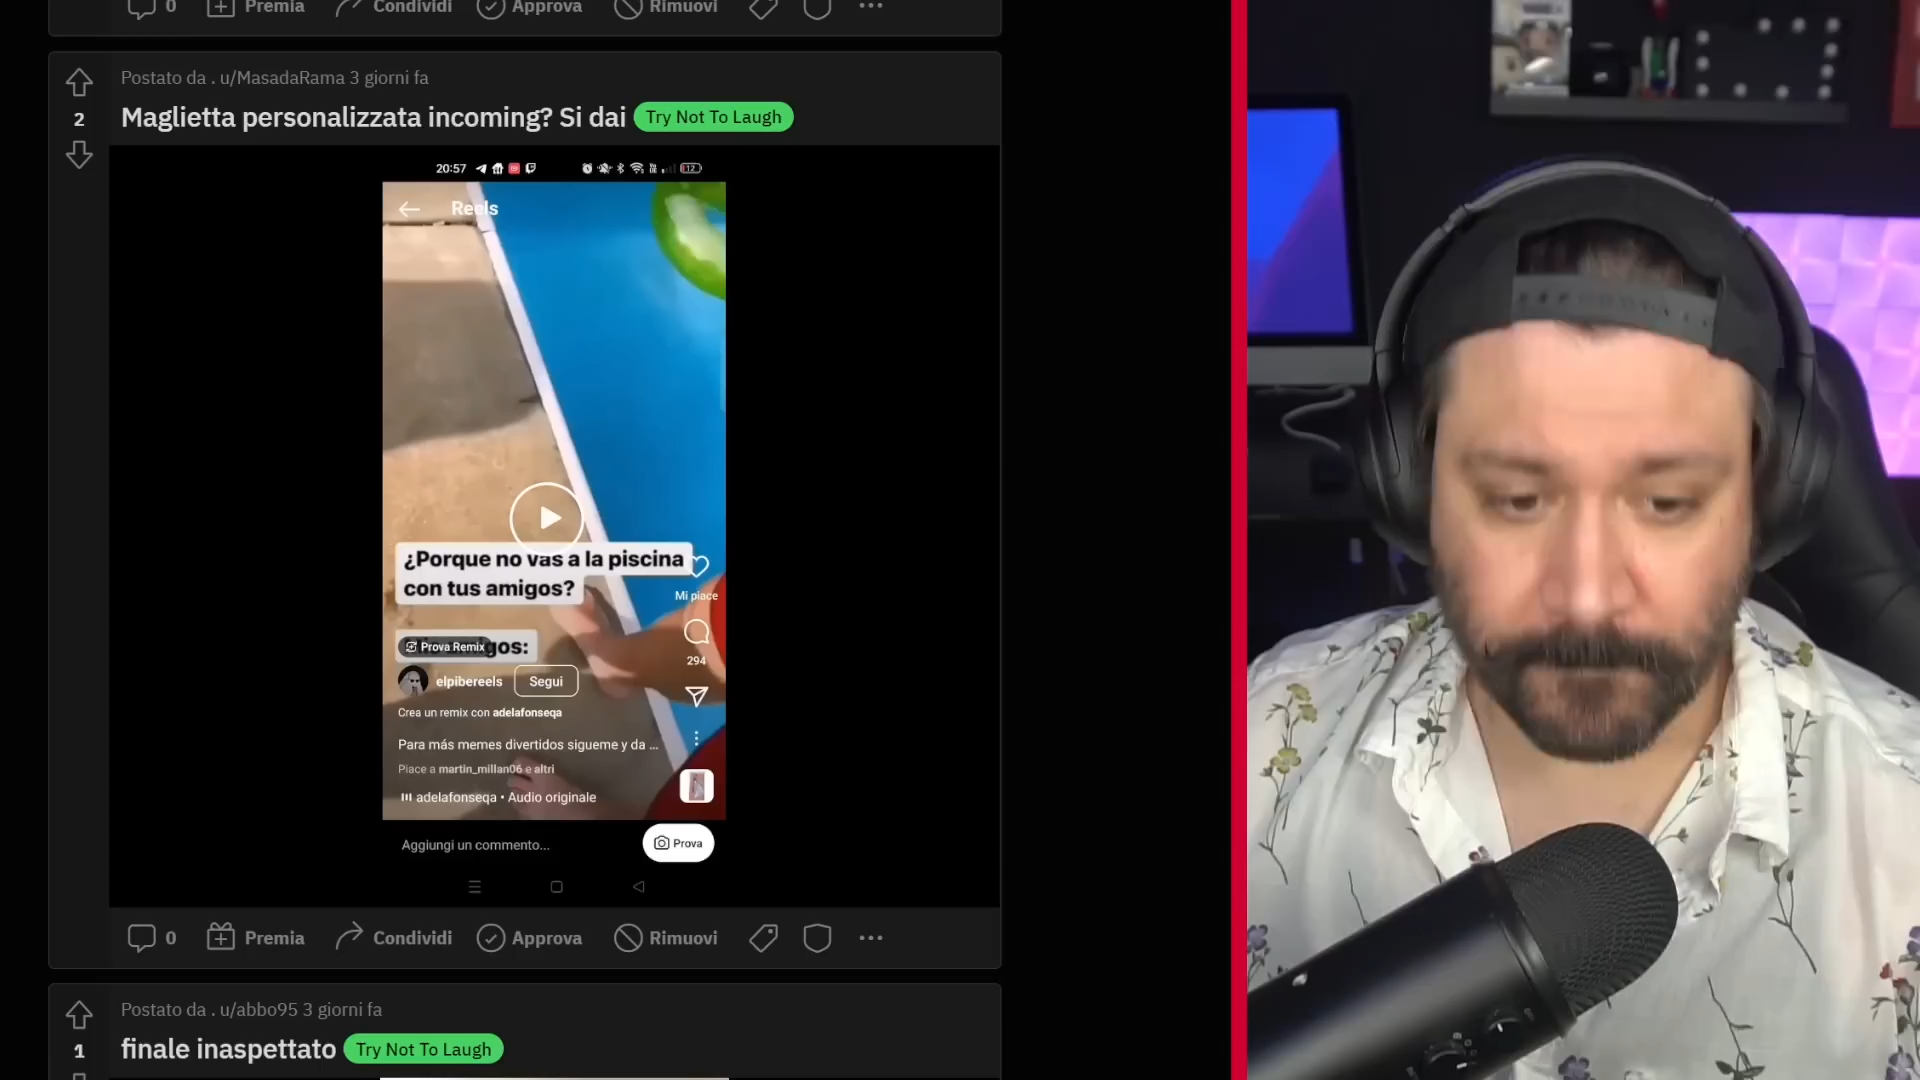 0 Premia Condividi Approva Rimuovi
Postato da . u/MasadaRama 3 giorni fa
2
Maglietta personalizzata incoming? Si dai Try Not To Laugh
20:57
12
Reels
¿Porque no vas a la piscina
con tus amigos?
Mi piace
Prova Remix gos:
294
elpibereels Segui
Crea un remix con adelafonseqa
Para más memes divertidos sigueme y da ...
Piace a martin_millan06 e altri
adelafonseqa • Audio originale
Aggiungi un commento...
Prova
0 Premia Condividi Approva Rimuovi
Postato da . u/abbo95 3 giorni fa
1
finale inaspettato Try Not To Laugh